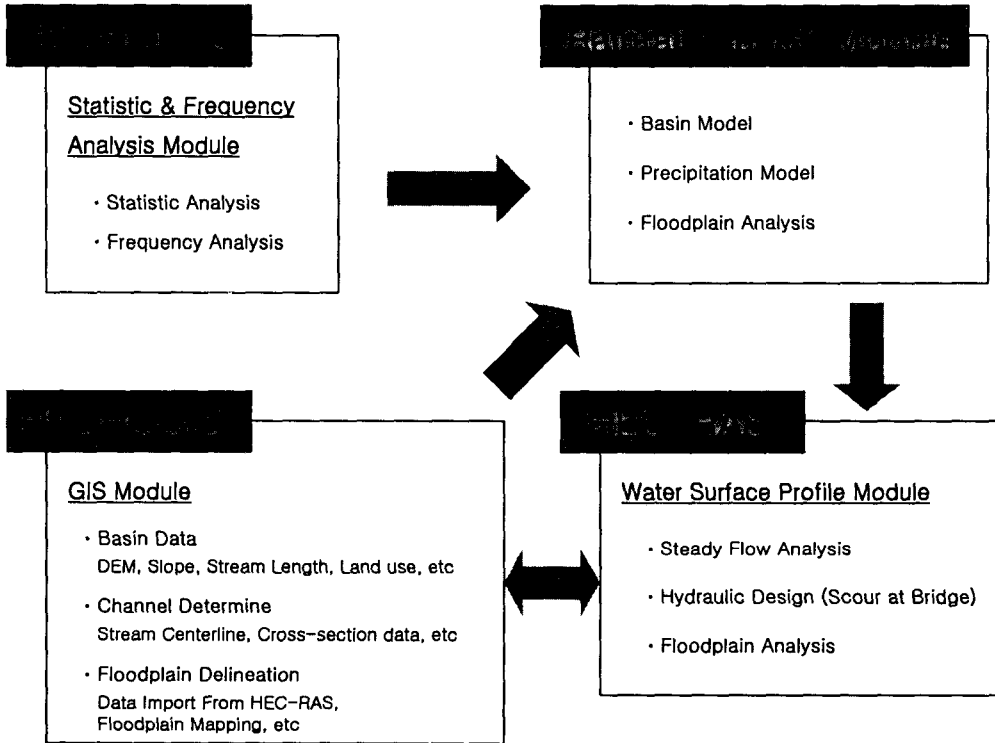 Statistic & Frequency
Analysis Module
· Statistic Analysis
· Frequency Analysis
· Basin Model
· Precipitation Model
· Floodplain Analysis
GIS Module
· Basin Data
DEM, Slope, Stream Length, Land use, etc
· Channel Determine
Stream Centerline, Cross-section data, etc
· Floodplain Delineation
Data Import From HEC-RAS,
Floodplain Mapping, etc
Water Surface Profile Module
· Steady Flow Analysis
· Hydraulic Design (Scour at Bridge)
· Floodplain Analysis